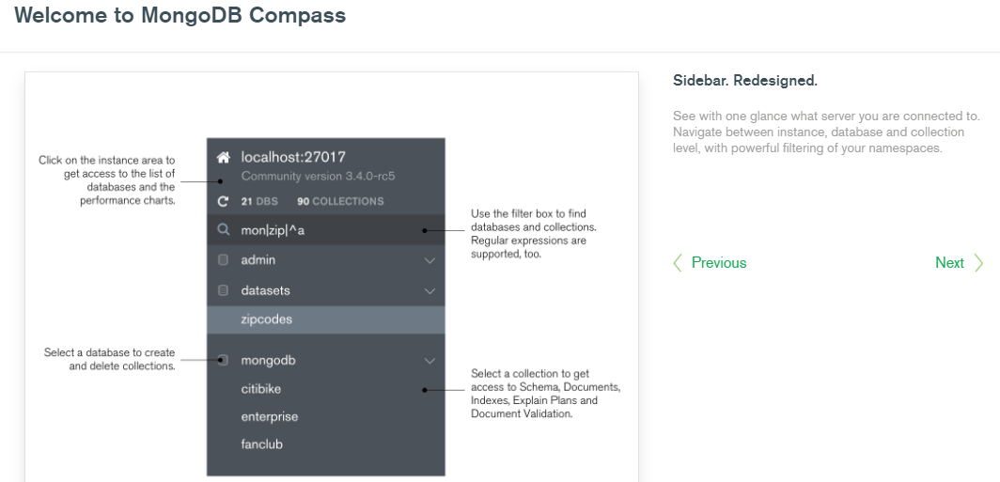 Welcome to MongoDB Compass
Click on the instance area to
get access to the list of
databases and the
performance charts.
localhost:27017
Community version 3.4.0-rc5
21 DBS 90 COLLECTIONS
mon|zip|^a
admin
datasets
zipcodes
mongodb
citibike
enterprise
fanclub
Select a database to create
and delete collections.
Use the filter box to find
databases and collections.
Regular expressions are
supported, too.
Select a collection to get
access to Schema, Documents,
Indexes, Explain Plans and
Document Validation.
Sidebar. Redesigned.
See with one glance what server you are connected to.
Navigate between instance, database and collection
level, with powerful filtering of your namespaces.
Previous
Next